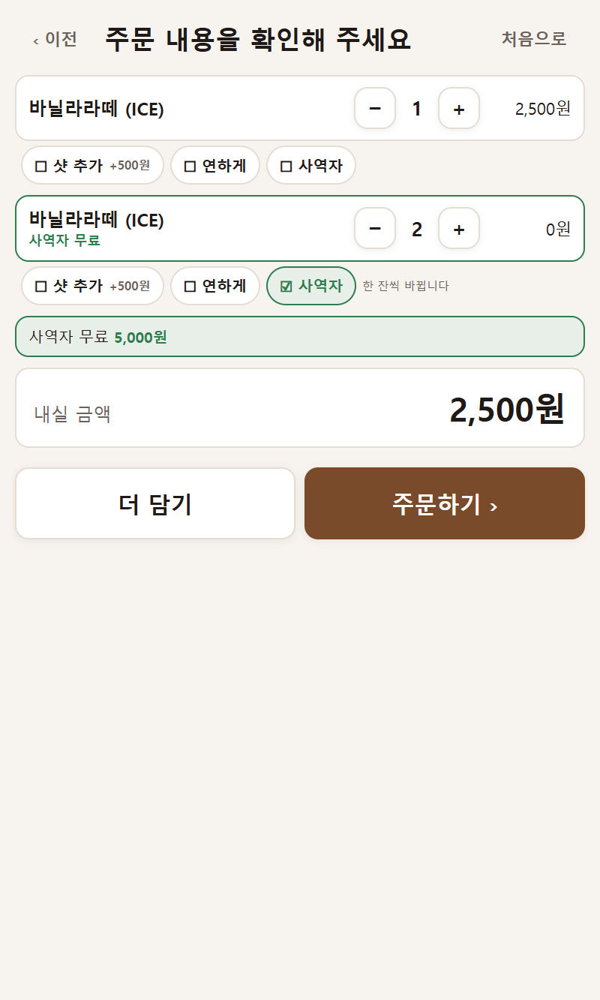 ‹ 이전 주문 내용을 확인해 주세요 처음으로
바닐라라떼 (ICE) − 1 + 2,500원
☐ 샷 추가 +500원 ☐ 연하게 ☐ 사역자
바닐라라떼 (ICE) − 2 + 0원
사역자 무료
☐ 샷 추가 +500원 ☐ 연하게 ☑ 사역자 한 잔씩 바뀝니다
사역자 무료 5,000원
내실 금액 2,500원
더 담기 주문하기 ›